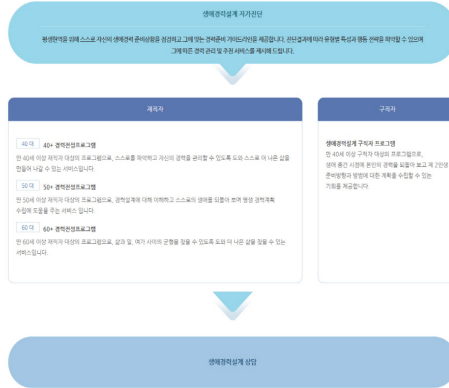 생애경력설계 자가진단
평생현역을 위해 스스로 자신의 생애경력 준비상황을 점검하고 그에 맞는 경력준비 가이드라인을 제공합니다. 진단결과에 따라 유형별 특성과 행동 전략을 파악할 수 있으며
그에 따른 경력 관리 및 추천 서비스를 제시해 드립니다.
재직자
40대 40+ 경력전성프로그램
만 40세 이상 재직자 대상의 프로그램으로, 스스로를 파악하고 자신의 경력을 관리할 수 있도록 도와 스스로 더 나은 삶을
만들어 나갈 수 있는 서비스입니다.
50대 50+ 경력전성프로그램
만 50세 이상 재직자 대상의 프로그램으로, 경력설계에 대해 이해하고 스스로의 생애를 되돌아 보며 평생 경력계획
수립에 도움을 주는 서비스 입니다.
60대 60+ 경력전성프로그램
만 60세 이상 재직자 대상의 프로그램으로, 삶과 일, 여가 사이의 균형을 찾을 수 있도록 도와 더 나은 삶을 찾을 수 있는
서비스입니다.
구직자
생애경력설계 구직자 프로그램
만 40세 이상 구직자 대상의 프로그램으로,
생애 중간 시점에 본인의 경력을 되돌아 보고 제 2인생
준비방향과 방법에 대한 계획을 수립할 수 있는
기회를 제공합니다.
생애경력설계 상담